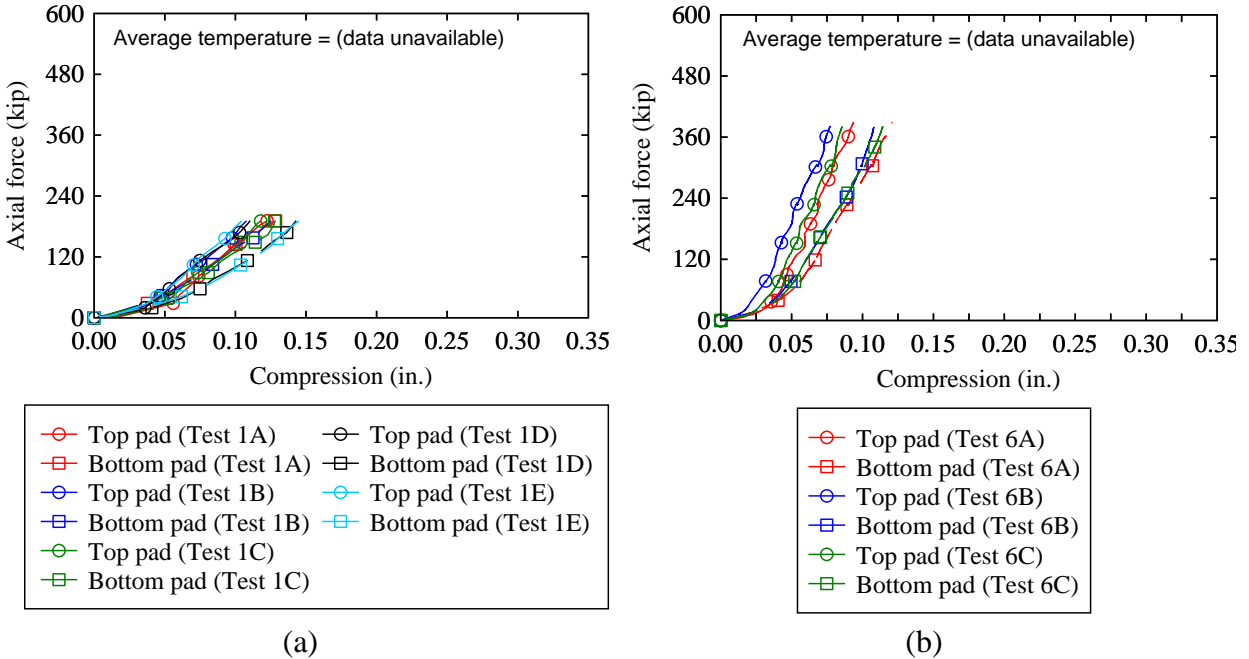 Average temperature = (data unavailable)
Axial force (kip)
600
480
360
240
120
0
0.00
0.05
0.10
0.15
0.20
0.25
0.30
0.35
Compression (in.)
Top pad (Test 1A)
Bottom pad (Test 1A)
Top pad (Test 1B)
Bottom pad (Test 1B)
Top pad (Test 1C)
Bottom pad (Test 1C)
Top pad (Test 1D)
Bottom pad (Test 1D)
Top pad (Test 1E)
Bottom pad (Test 1E)
(a)
Average temperature = (data unavailable)
Axial force (kip)
600
480
360
240
120
0
0.00
0.05
0.10
0.15
0.20
0.25
0.30
0.35
Compression (in.)
Top pad (Test 6A)
Bottom pad (Test 6A)
Top pad (Test 6B)
Bottom pad (Test 6B)
Top pad (Test 6C)
Bottom pad (Test 6C)
(b)